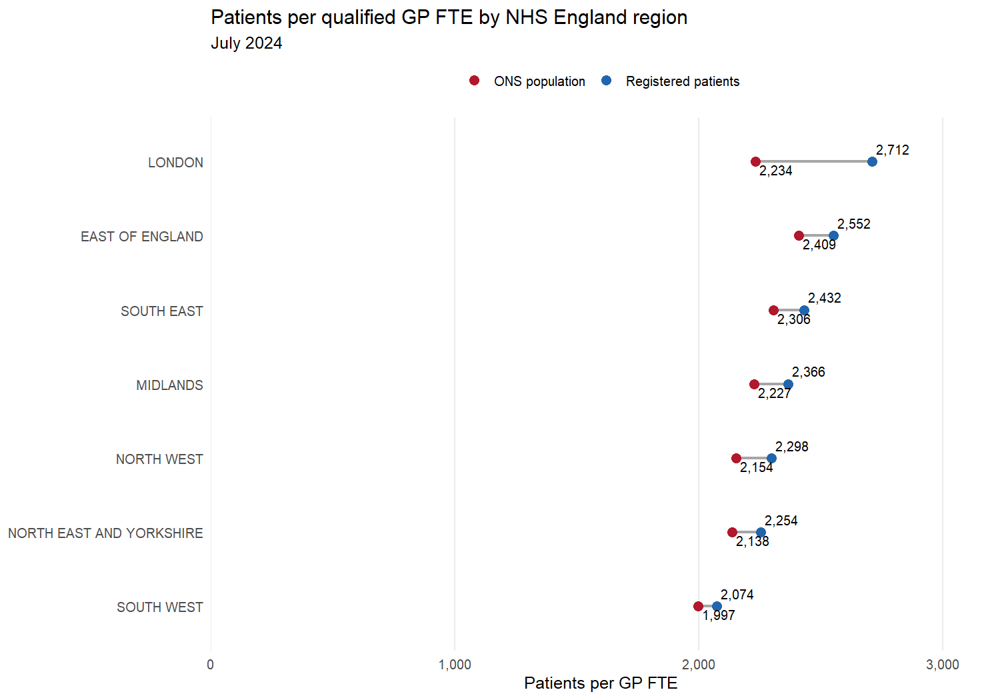 Patients per qualified GP FTE by NHS England region
July 2024
ONS population Registered patients
LONDON
2,712
2,234
EAST OF ENGLAND
2,552
2,409
SOUTH EAST
2,432
2,306
MIDLANDS
2,366
2,227
NORTH WEST
2,298
2,154
NORTH EAST AND YORKSHIRE
2,254
2,138
SOUTH WEST
2,074
1,997
0 1,000 2,000 3,000
Patients per GP FTE